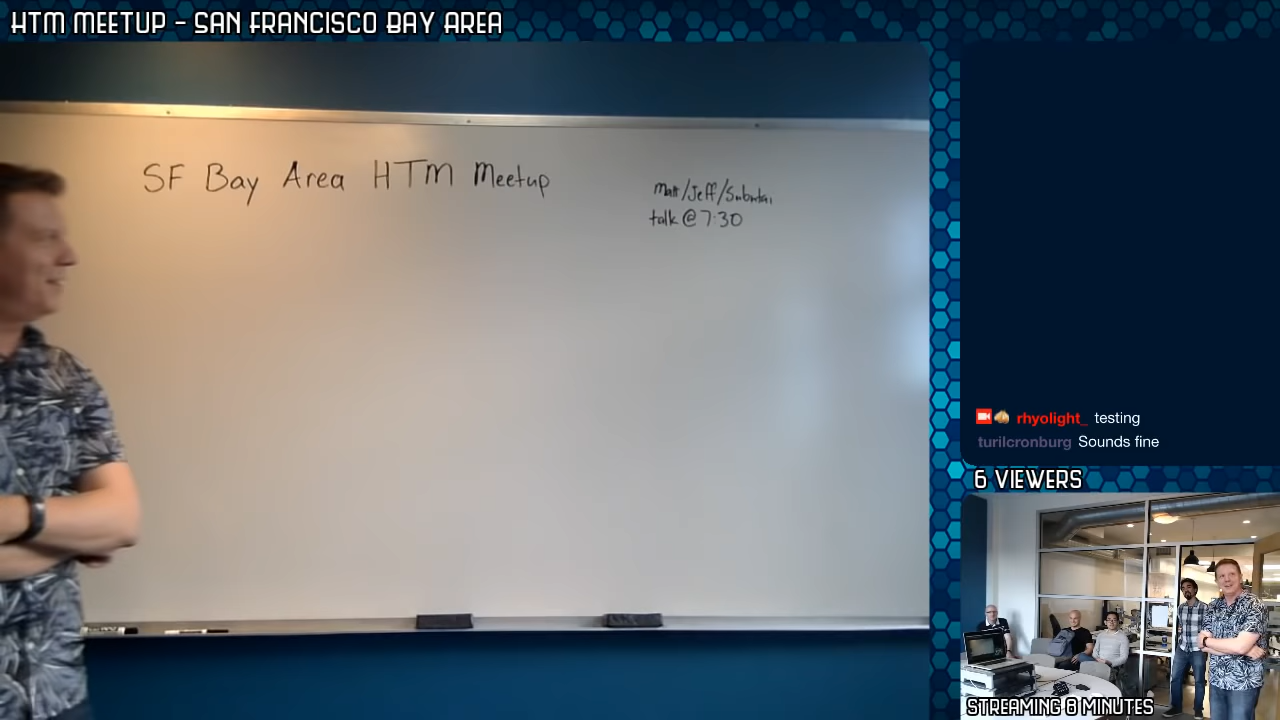 HTM MEETUP - SAN FRANCISCO BAY AREA
SF Bay Area HTM Meetup
Matt/Jeff/Subutai
talk @ 7:30
rhyolight_ testing
turilcronburg Sounds fine
6 VIEWERS
STREAMING 8 MINUTES